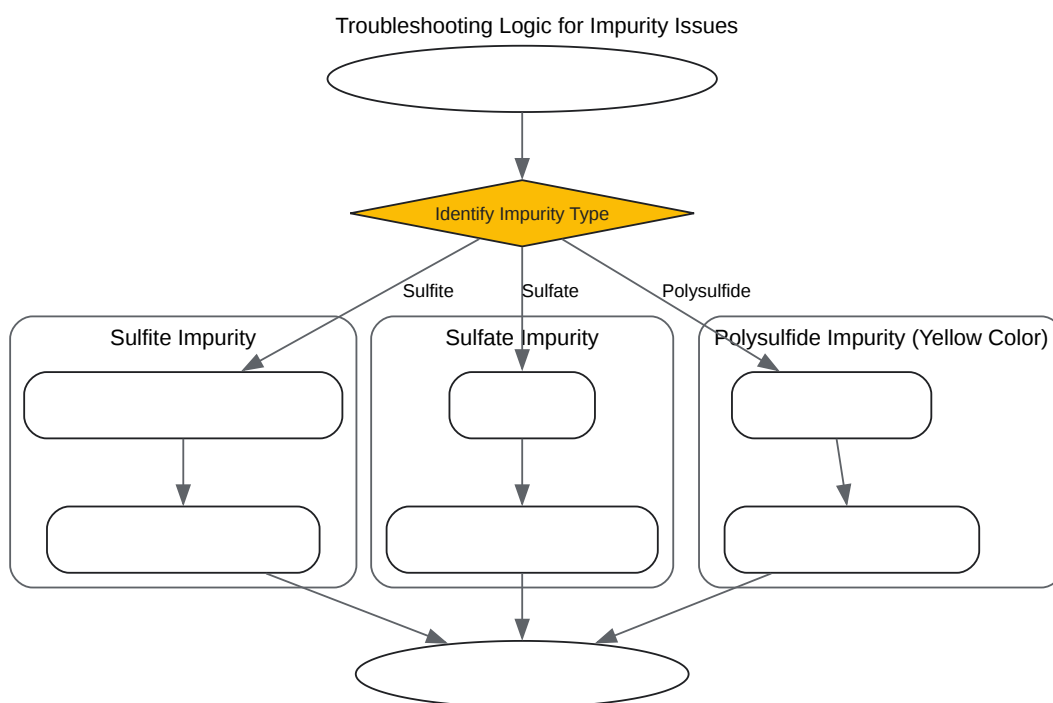 Troubleshooting Logic for Impurity Issues
Identify Impurity Type
Sulfite
Sulfate
Polysulfide
Sulfite Impurity
Sulfate Impurity
Polysulfide Impurity (Yellow Color)